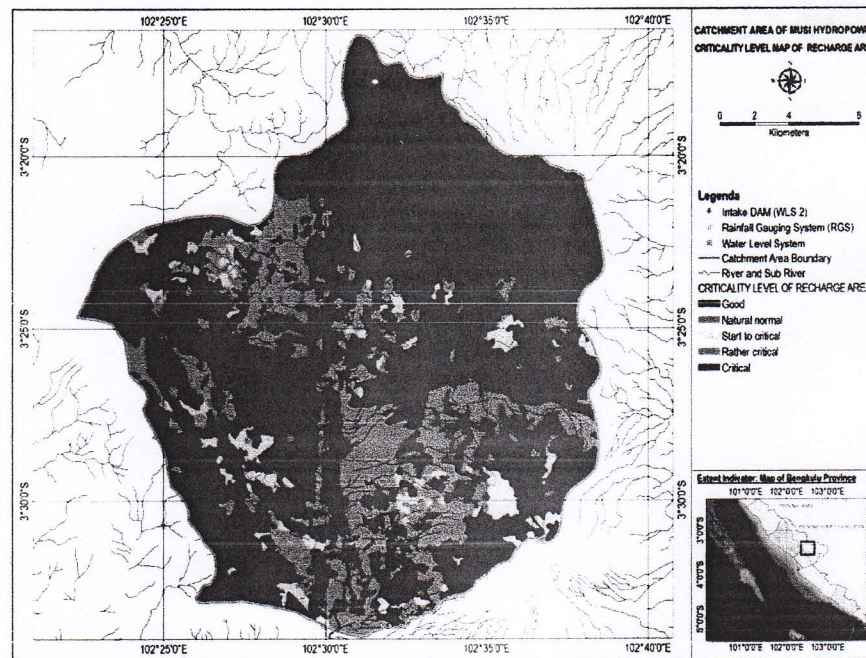 102°25'0"E 102°30'0"E 102°35'0"E 102°40'0"E
3°20'0"S 3°20'0"S
3°25'0"S 3°25'0"S
3°30'0"S 3°30'0"S
102°25'0"E 102°30'0"E 102°35'0"E 102°40'0"E
CATCHMENT AREA OF MUSI HYDROPOW
CRITICALITY LEVEL MAP OF RECHARGE ARE
0 2 4 8
Kilometers
Legenda
Intake DAM (WLS 2)
Rainfall Gauging System (RGS)
Water Level System
Catchment Area Boundary
River and Sub River
CRITICALITY LEVEL OF RECHARGE AREA
Good
Natural normal
Start to critical
Rather critical
Critical
Extent Indicator: Map of Bengkulu Province
101°0'0"E 102°0'0"E 103°0'0"E
3°0'0"S
4°0'0"S
5°0'0"S
101°0'0"E 102°0'0"E 103°0'0"E